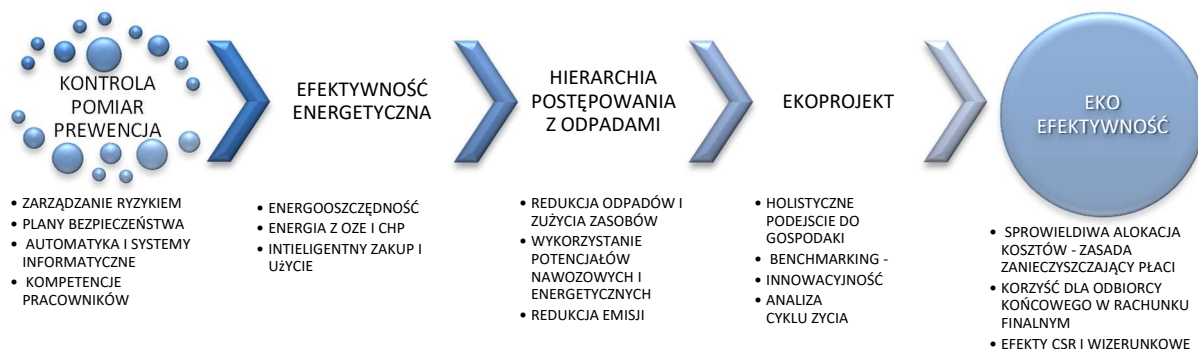 KONTROLA
POMIAR
PREWENCJA
• ZARZĄDZANIE RYZYKIEM
• PLANY BEZPIECZEŃSTWA
• AUTOMATYKA I SYSTEMY
INFORMATYCZNE
• KOMPETENCJE
PRACOWNIKÓW
EFEKTYWNOŚĆ
ENERGETYCZNA
• ENERGOOSZCZĘDNOŚĆ
• ENERGIA Z OZE I CHP
• INTIELIGENTNY ZAKUP I
UżYCIE
HIERARCHIA
POSTĘPOWANIA
Z ODPADAMI
• REDUKCJA ODPADÓW I
ZUŻYCIA ZASOBÓW
• WYKORZYSTANIE
POTENCJAŁÓW
NAWOZOWYCH I
ENERGETYCZNYCH
• REDUKCJA EMISJI
EKOPROJEKT
• HOLISTYCZNE
PODEJSCIE DO
GOSPODAKI
• BENCHMARKING -
• INNOWACYJNOŚĆ
• ANALIZA
CYKLU ZYCIA
EKO
EFEKTYWNOŚĆ
• SPROWIELDIWA ALOKACJA
KOSZTÓW - ZASADA
ZANIECZYSZCZAJĄCY PŁACI
• KORZYŚĆ DLA ODBIORCY
KOŃCOWEGO W RACHUNKU
FINALNYM
• EFEKTY CSR I WIZERUNKOWE